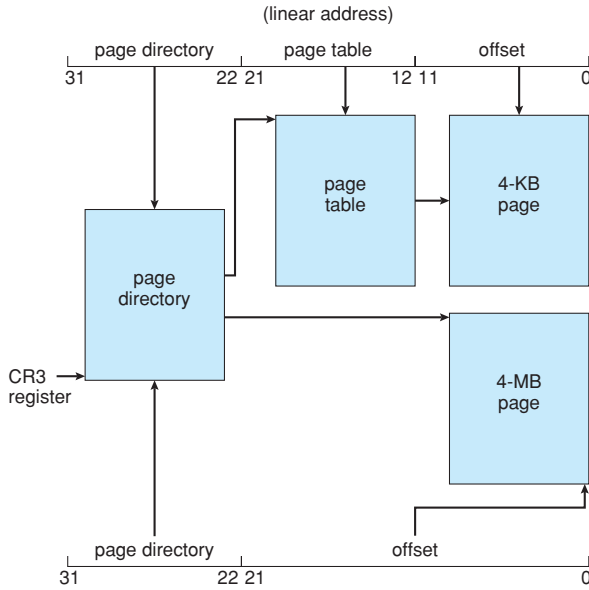 (linear address)
page directory page table offset
31 22 21 12 11 0
page
table
4-KB
page
page
directory
CR3
register
4-MB
page
page directory offset
31 22 21 0